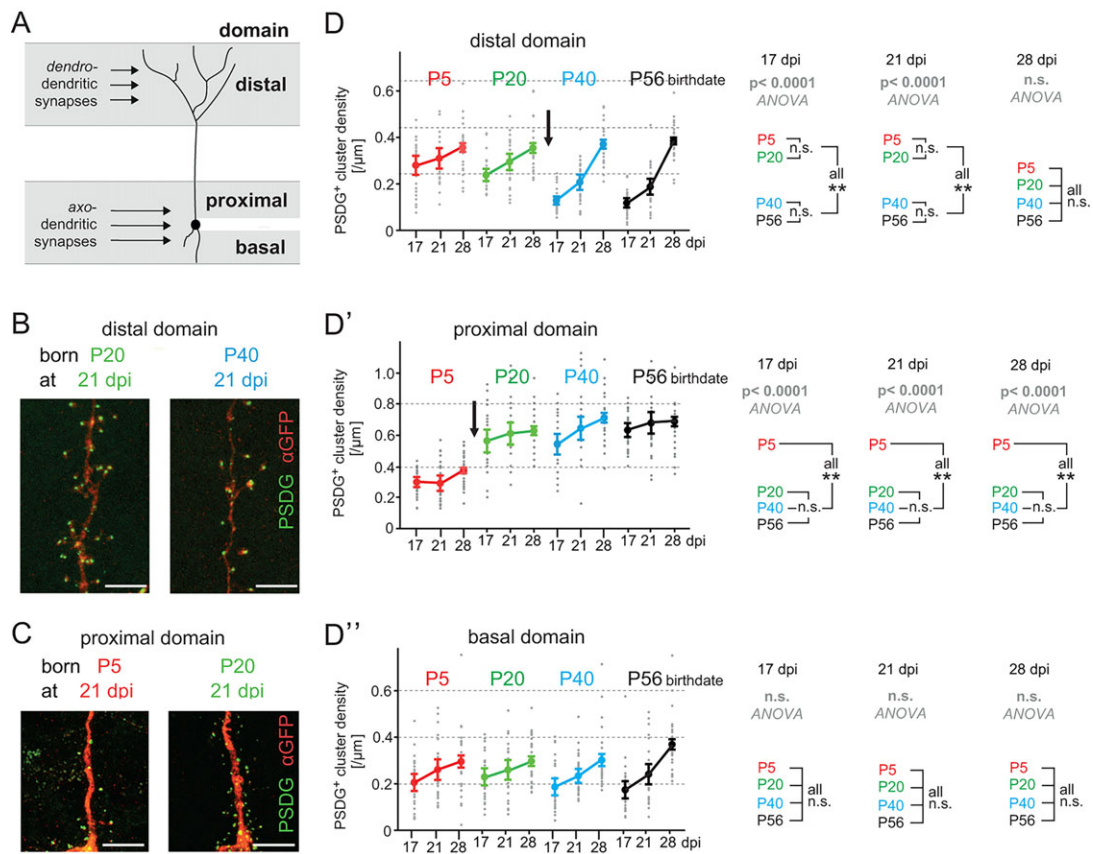 A
domain
dendro-
dendritic
synapses
distal
axo-
dendritic
synapses
proximal
basal
B
distal domain
born P20 P40
at 21 dpi 21 dpi
PSDG αGFP
C
proximal domain
born P5 P20
at 21 dpi 21 dpi
PSDG αGFP
D
distal domain
PSDG+ cluster density
[/μm]
P5 P20 P40 P56 birthdate
0.6
0.4
0.2
0
17 21 28 17 21 28 17 21 28 17 21 28 dpi
17 dpi 21 dpi 28 dpi
p< 0.0001 p< 0.0001 n.s.
ANOVA ANOVA ANOVA
P5
P20
n.s.
P40
P56
n.s.
all
**
P5
P20
n.s.
P40
P56
n.s.
all
**
P5
P20
P40
P56
all
n.s.
D'
proximal domain
PSDG+ cluster density
[/μm]
P5 P20 P40 P56 birthdate
1.0
0.8
0.6
0.4
0.2
0
17 21 28 17 21 28 17 21 28 17 21 28 dpi
17 dpi 21 dpi 28 dpi
p< 0.0001 p< 0.0001 p< 0.0001
ANOVA ANOVA ANOVA
P5
all
**
P20
P40 n.s.
P56
P5
all
**
P20
P40 n.s.
P56
P5
all
**
P20
P40 n.s.
P56
D''
basal domain
PSDG+ cluster density
[/μm]
P5 P20 P40 P56 birthdate
0.6
0.4
0.2
0
17 21 28 17 21 28 17 21 28 17 21 28 dpi
17 dpi 21 dpi 28 dpi
n.s. n.s. n.s.
ANOVA ANOVA ANOVA
P5
P20
P40
P56
all
n.s.
P5
P20
P40
P56
all
n.s.
P5
P20
P40
P56
all
n.s.